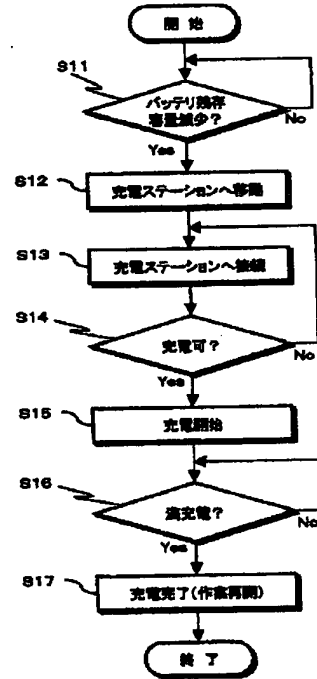 開始
S11
バッテリ残存
容量減少?
No
Yes
S12
充電ステーションへ移動
S13
充電ステーションへ接続
S14
充電可?
No
Yes
S15
充電開始
S16
満充電?
No
Yes
S17
充電完了(作業再開)
終了